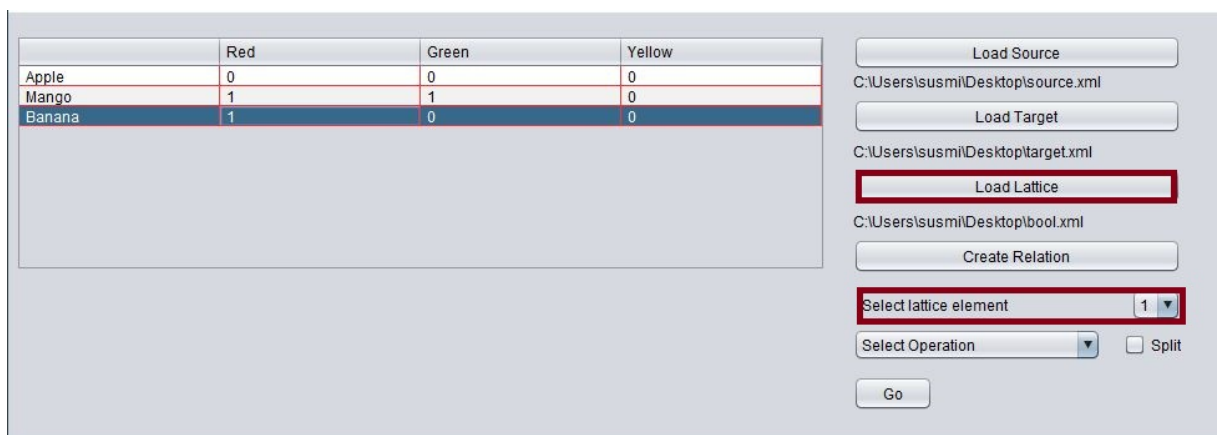 Red Green Yellow
Apple 0 0 0
Mango 1 1 0
Banana 1 0 0
Load Source
C:\Users\susmi\Desktop\source.xml
Load Target
C:\Users\susmi\Desktop\target.xml
Load Lattice
C:\Users\susmi\Desktop\bool.xml
Create Relation
Select lattice element 1
Select Operation Split
Go